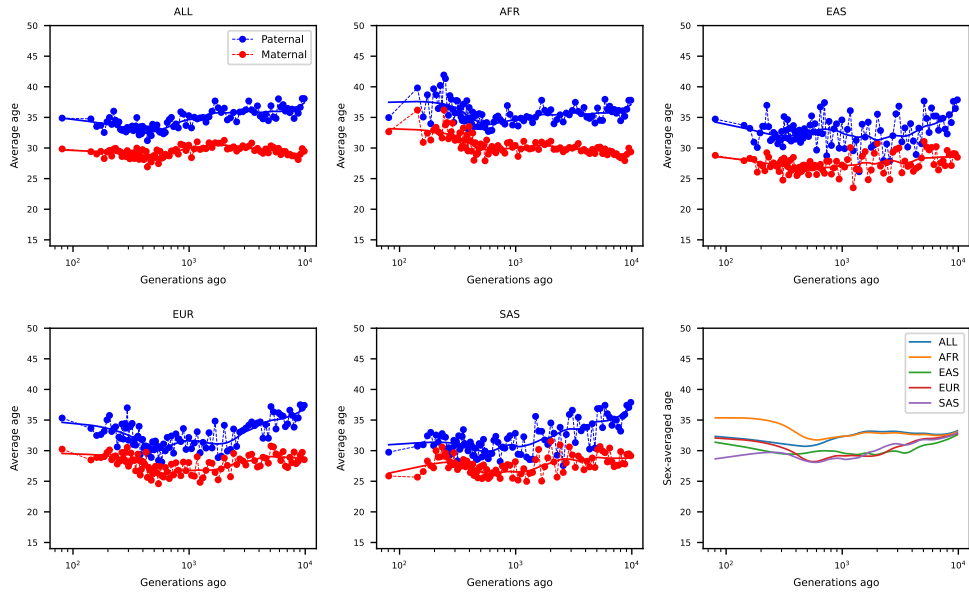 ALL
AFR
EAS
50
45
40
35
30
25
20
15
Average age
10²
10³
10⁴
Generations ago
Paternal
Maternal
50
45
40
35
30
25
20
15
Average age
10²
10³
10⁴
Generations ago
50
45
40
35
30
25
20
15
Average age
10²
10³
10⁴
Generations ago
EUR
SAS
50
45
40
35
30
25
20
15
Average age
10²
10³
10⁴
Generations ago
50
45
40
35
30
25
20
15
Average age
10²
10³
10⁴
Generations ago
50
45
40
35
30
25
20
15
Sex-averaged age
10²
10³
10⁴
Generations ago
ALL
AFR
EAS
EUR
SAS